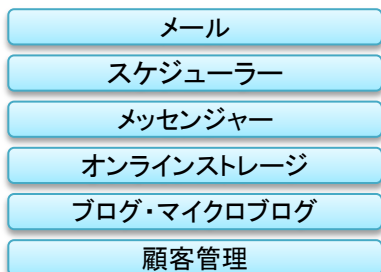 メール
スケジューラー
メッセンジャー
オンラインストレージ
ブログ・マイクロブログ
顧客管理